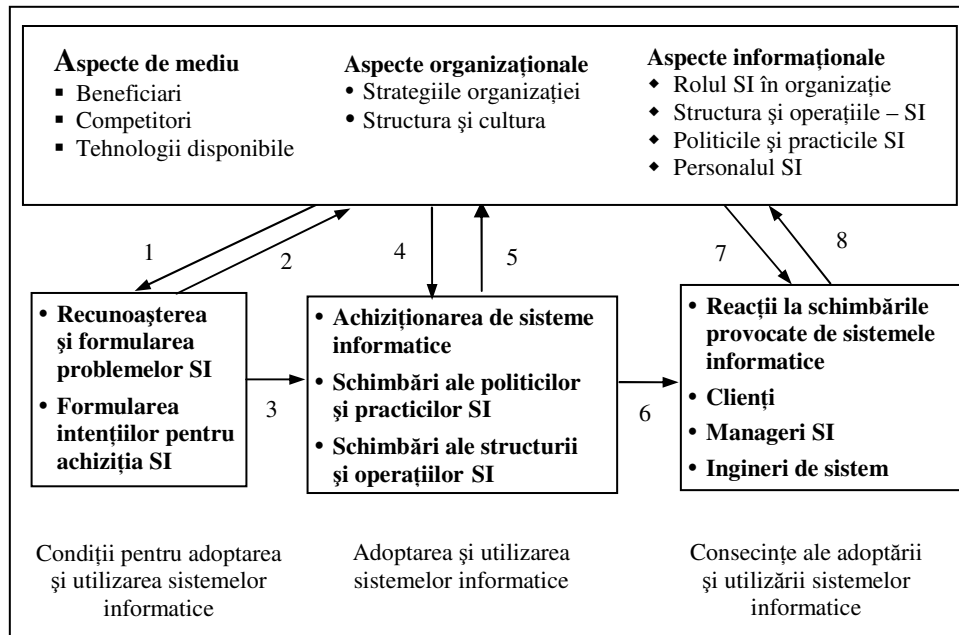 Aspecte de mediu
▪ Beneficiari
▪ Competitori
▪ Tehnologii disponibile
Aspecte organizaţionale
• Strategiile organizaţiei
• Structura şi cultura
Aspecte informaţionale
◆ Rolul SI în organizaţie
◆ Structura şi operaţiile – SI
◆ Politicile şi practicile SI
◆ Personalul SI
1
2
4
5
7
8
• Recunoaşterea
şi formularea
problemelor SI
• Formularea
intenţiilor pentru
achiziţia SI
3
• Achiziţionarea de sisteme
informatice
• Schimbări ale politicilor
şi practicilor SI
• Schimbări ale structurii
şi operaţiilor SI
6
• Reacţii la schimbările
provocate de sistemele
informatice
• Clienţi
• Manageri SI
• Ingineri de sistem
Condiţii pentru adoptarea
şi utilizarea sistemelor
informatice
Adoptarea şi utilizarea
sistemelor informatice
Consecinţe ale adoptării
şi utilizării sistemelor
informatice